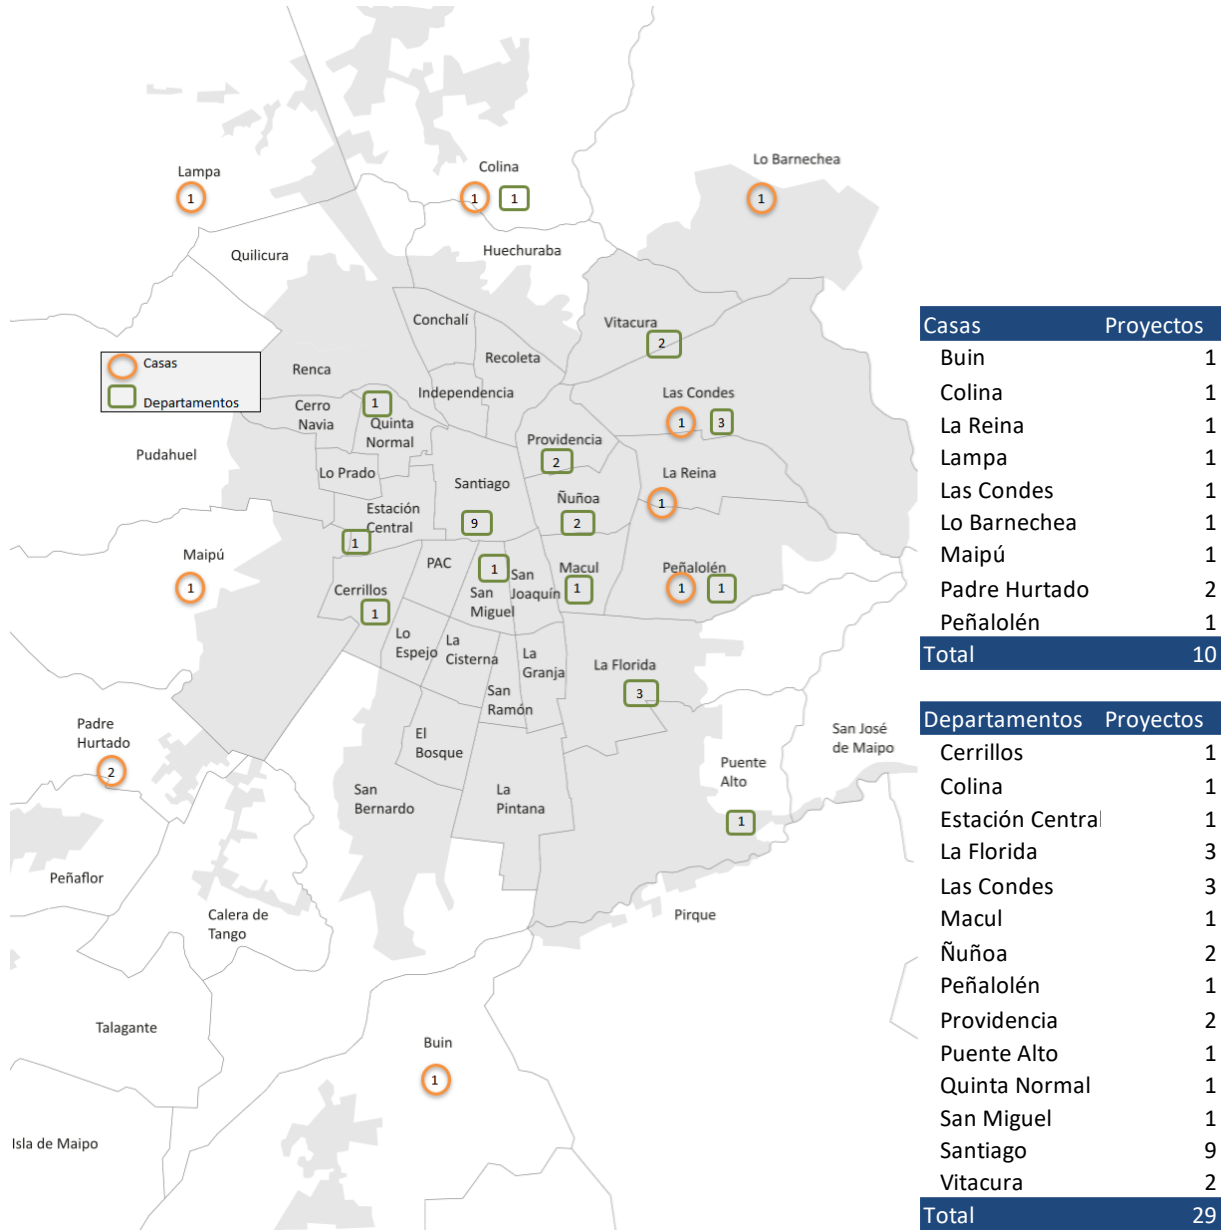 Lampa
1
Colina
1
1
Lo Barnechea
1
Quilicura
Huechuraba
Conchalí
Vitacura
2
Recoleta
Casas
Departamentos
Renca
Independencia
Las Condes
1
3
Cerro
Navia
1
Quinta
Normal
Pudahuel
Providencia
2
Lo Prado
Santiago
9
La Reina
1
Estación
Central
1
Ñuñoa
2
Maipú
1
PAC
1
San
Miguel
San
Joaquín
Macul
1
Peñalolén
1
1
Cerrillos
1
Lo
Espejo
La
Cisterna
La
Granja
La Florida
3
San
Ramón
Padre
Hurtado
2
El
Bosque
San José
de Maipo
Puente
Alto
1
San
Bernardo
La
Pintana
Peñaflor
Calera de
Tango
Pirque
Talagante
Buin
1
Isla de Maipo
Casas Proyectos
Buin 1
Colina 1
La Reina 1
Lampa 1
Las Condes 1
Lo Barnechea 1
Maipú 1
Padre Hurtado 2
Peñalolén 1
Total 10
Departamentos Proyectos
Cerrillos 1
Colina 1
Estación Central 1
La Florida 3
Las Condes 3
Macul 1
Ñuñoa 2
Peñalolén 1
Providencia 2
Puente Alto 1
Quinta Normal 1
San Miguel 1
Santiago 9
Vitacura 2
Total 29